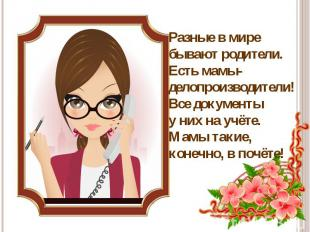 Разные в мире
бывают родители.
Есть мамы-
делопроизводители!
Все документы
у них на учёте.
Мамы такие,
конечно, в почёте!